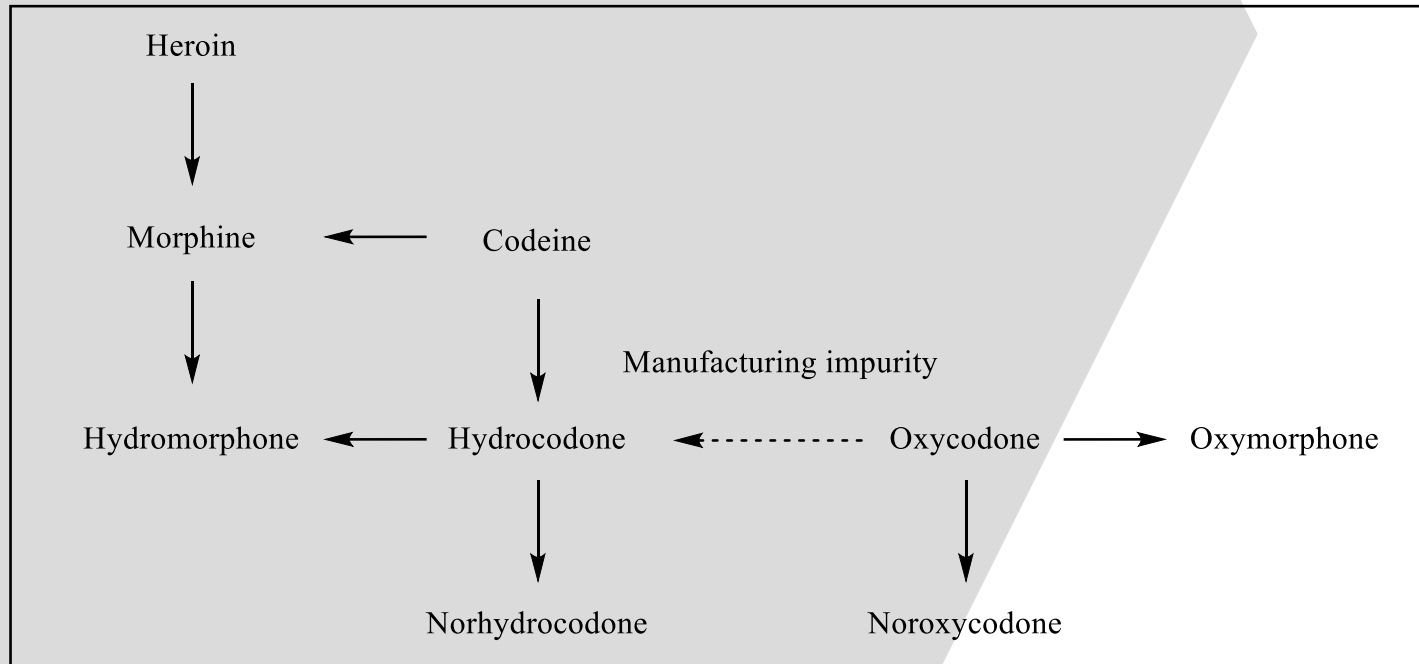 Heroin
Morphine
Codeine
Manufacturing impurity
Hydromorphone
Hydrocodone
Oxycodone
Oxymorphone
Norhydrocodone
Noroxycodone